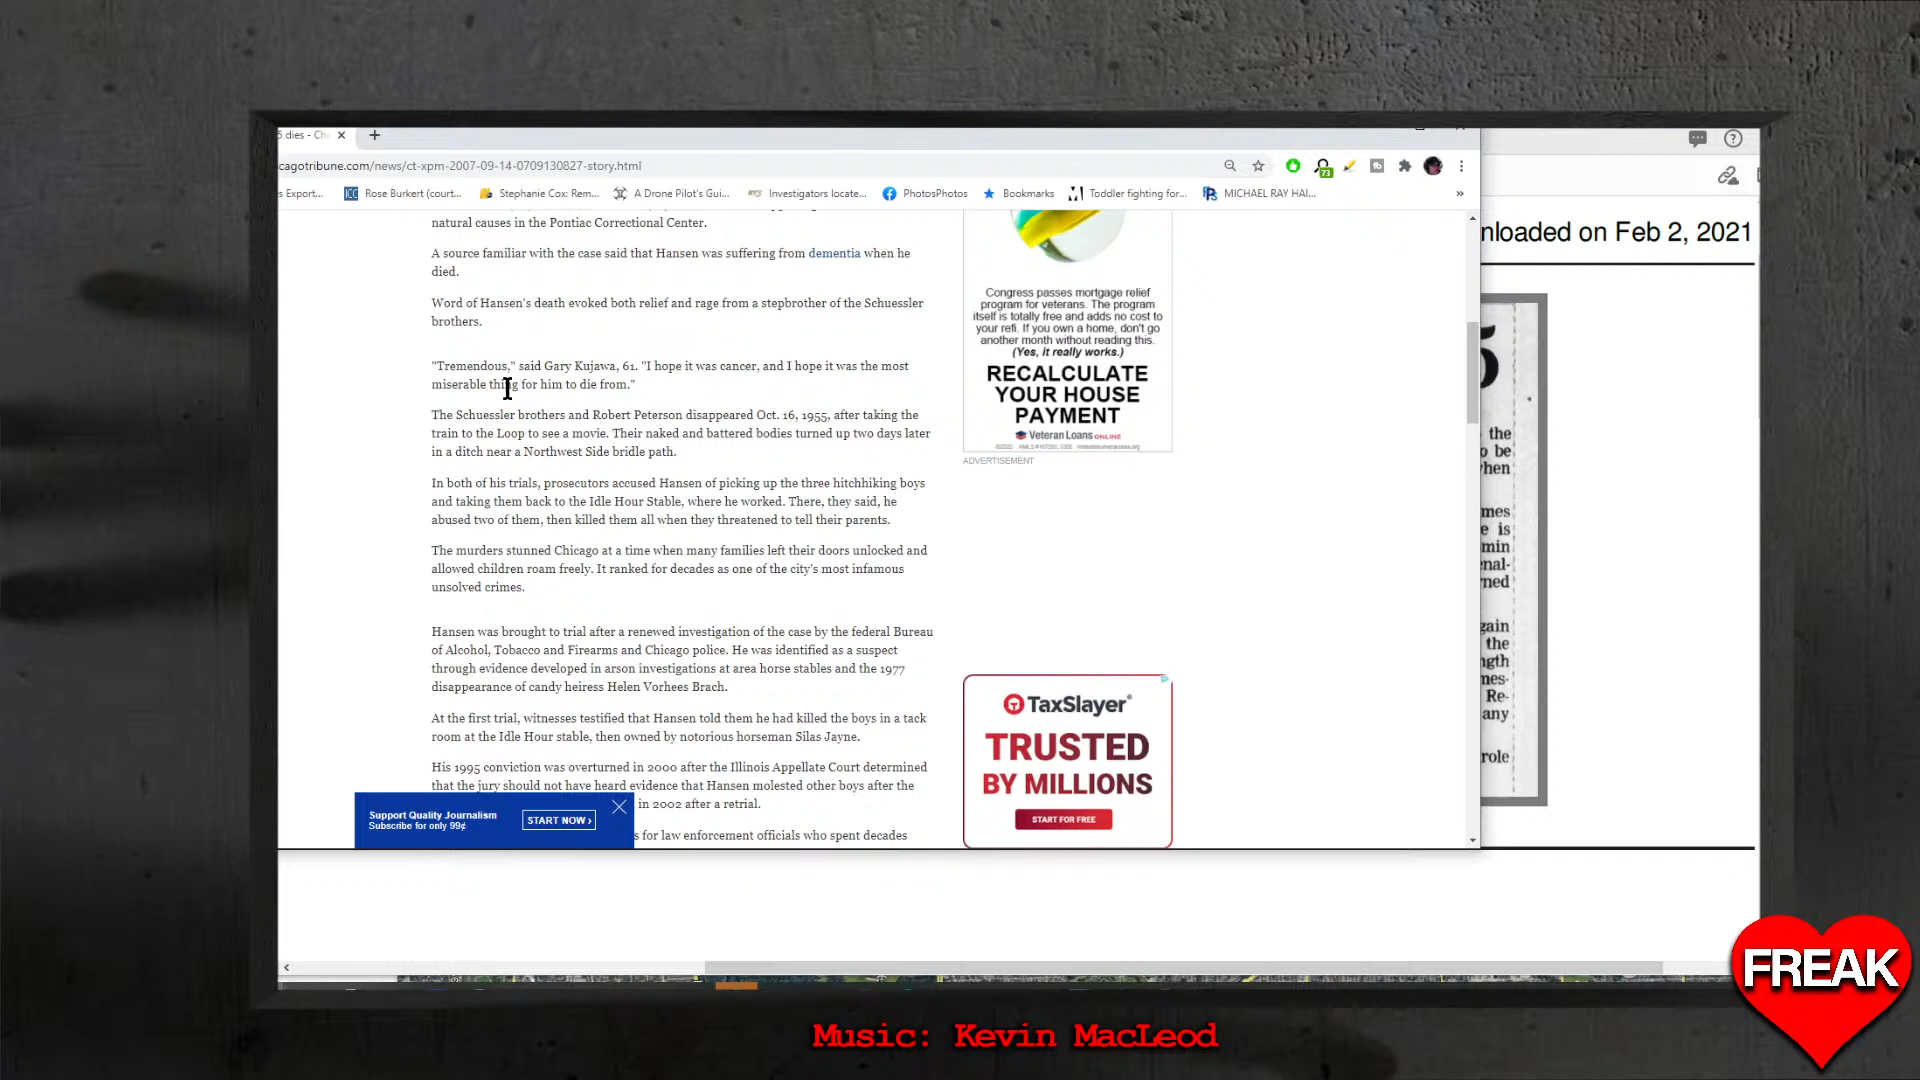 5 dies - Ch
cagotribune.com/news/ct-xpm-2007-09-14-0709130827-story.html
73
s Export...
Rose Burkert (court...
Stephanie Cox: Rem...
A Drone Pilot's Gui...
Investigators locate...
PhotosPhotos
Bookmarks
Toddler fighting for...
MICHAEL RAY HAI...
»
natural causes in the Pontiac Correctional Center.
A source familiar with the case said that Hansen was suffering from dementia when he
died.
Word of Hansen's death evoked both relief and rage from a stepbrother of the Schuessler
brothers.
"Tremendous," said Gary Kujawa, 61. "I hope it was cancer, and I hope it was the most
miserable thing for him to die from."
The Schuessler brothers and Robert Peterson disappeared Oct. 16, 1955, after taking the
train to the Loop to see a movie. Their naked and battered bodies turned up two days later
in a ditch near a Northwest Side bridle path.
In both of his trials, prosecutors accused Hansen of picking up the three hitchhiking boys
and taking them back to the Idle Hour Stable, where he worked. There, they said, he
abused two of them, then killed them all when they threatened to tell their parents.
The murders stunned Chicago at a time when many families left their doors unlocked and
allowed children roam freely. It ranked for decades as one of the city's most infamous
unsolved crimes.
Hansen was brought to trial after a renewed investigation of the case by the federal Bureau
of Alcohol, Tobacco and Firearms and Chicago police. He was identified as a suspect
through evidence developed in arson investigations at area horse stables and the 1977
disappearance of candy heiress Helen Vorhees Brach.
At the first trial, witnesses testified that Hansen told them he had killed the boys in a tack
room at the Idle Hour stable, then owned by notorious horseman Silas Jayne.
His 1995 conviction was overturned in 2000 after the Illinois Appellate Court determined
that the jury should not have heard evidence that Hansen molested other boys after the
in 2002 after a retrial.
s for law enforcement officials who spent decades
Support Quality Journalism
Subscribe for only 99¢
START NOW ›
Congress passes mortgage relief
program for veterans. The program
itself is totally free and adds no cost to
your refi. If you own a home, don't go
another month without reading this.
(Yes, it really works.)
RECALCULATE
YOUR HOUSE
PAYMENT
Veteran Loans ONLINE
ADVERTISEMENT
TaxSlayer®
TRUSTED
BY MILLIONS
START FOR FREE
nloaded on Feb 2, 2021
5
the
o be
when
mes
e is
min
nal-
ned
gain
the
ngth
mes-
Re-
any
role
FREAK
Music: Kevin MacLeod